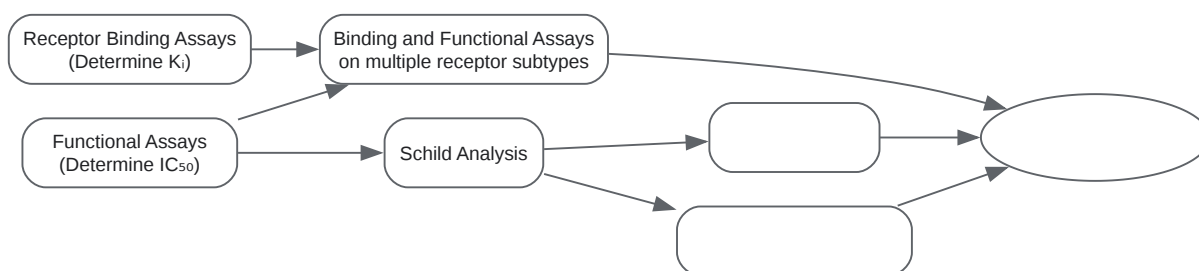 Receptor Binding Assays
(Determine Kᵢ)
Binding and Functional Assays
on multiple receptor subtypes
Functional Assays
(Determine IC₅₀)
Schild Analysis